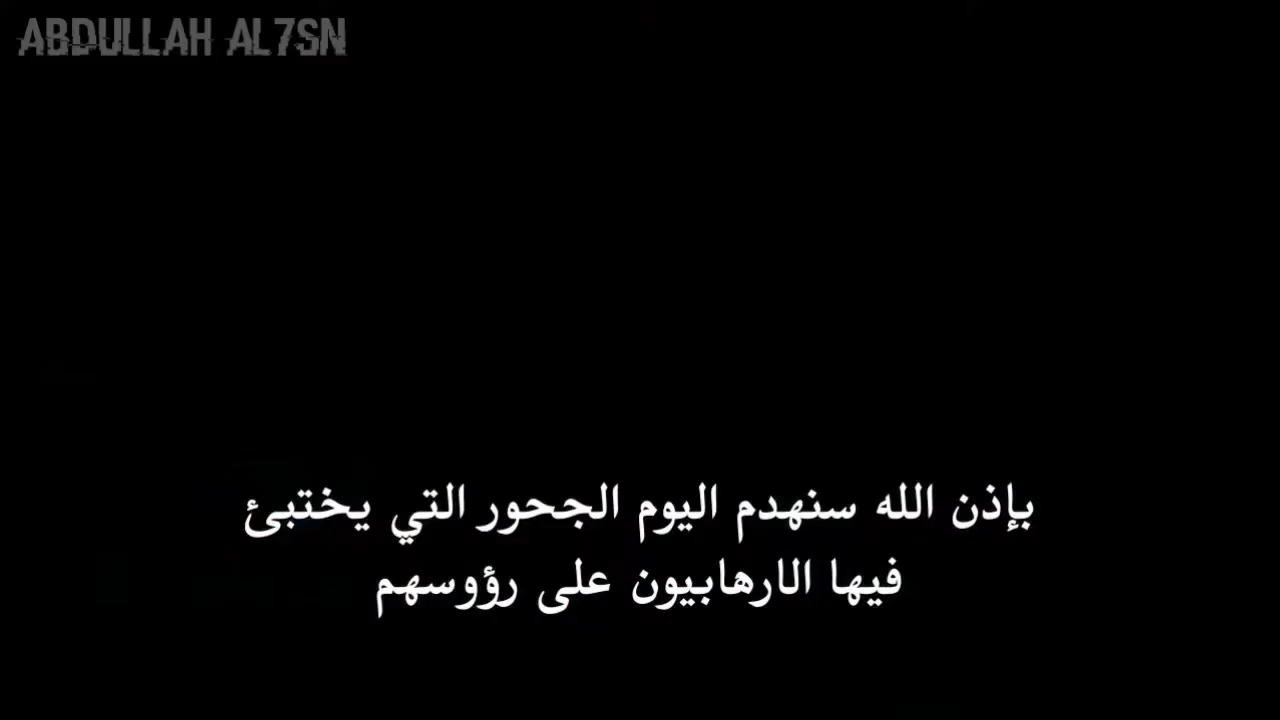 ABDULLAH AL7SN
بإذن الله سنهدم اليوم الجحور التي يختبئ
فيها الارهابيون على رؤوسهم